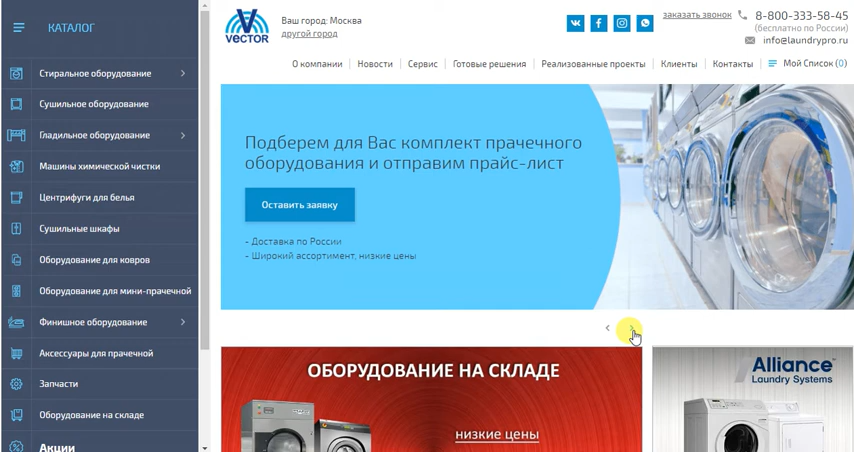 КАТАЛОГ
Стиральное оборудование
Сушильное оборудование
Гладильное оборудование
Машины химической чистки
Центрифуги для белья
Сушильные шкафы
Оборудование для ковров
Оборудование для мини-прачечной
Финишное оборудование
Аксессуары для прачечной
Запчасти
Оборудование на складе
Акции
VECTOR
Ваш город: Москва
другой город
заказать звонок
8-800-333-58-45
(бесплатно по России)
info@laundrypro.ru
О компании | Новости | Сервис | Готовые решения | Реализованные проекты | Клиенты | Контакты | Мой Список (0)
Подберем для Вас комплект прачечного
оборудования и отправим прайс-лист
Оставить заявку
- Доставка по России
- Широкий ассортимент, низкие цены
ОБОРУДОВАНИЕ НА СКЛАДЕ
низкие цены
Alliance
Laundry Systems